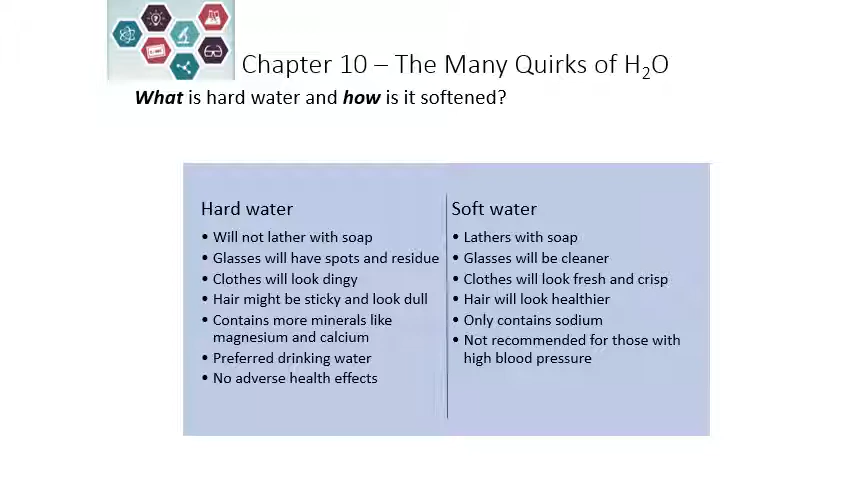 Chapter 10 – The Many Quirks of H₂O
What is hard water and how is it softened?
Hard water
• Will not lather with soap
• Glasses will have spots and residue
• Clothes will look dingy
• Hair might be sticky and look dull
• Contains more minerals like
magnesium and calcium
• Preferred drinking water
• No adverse health effects
Soft water
• Lathers with soap
• Glasses will be cleaner
• Clothes will look fresh and crisp
• Hair will look healthier
• Only contains sodium
• Not recommended for those with
high blood pressure